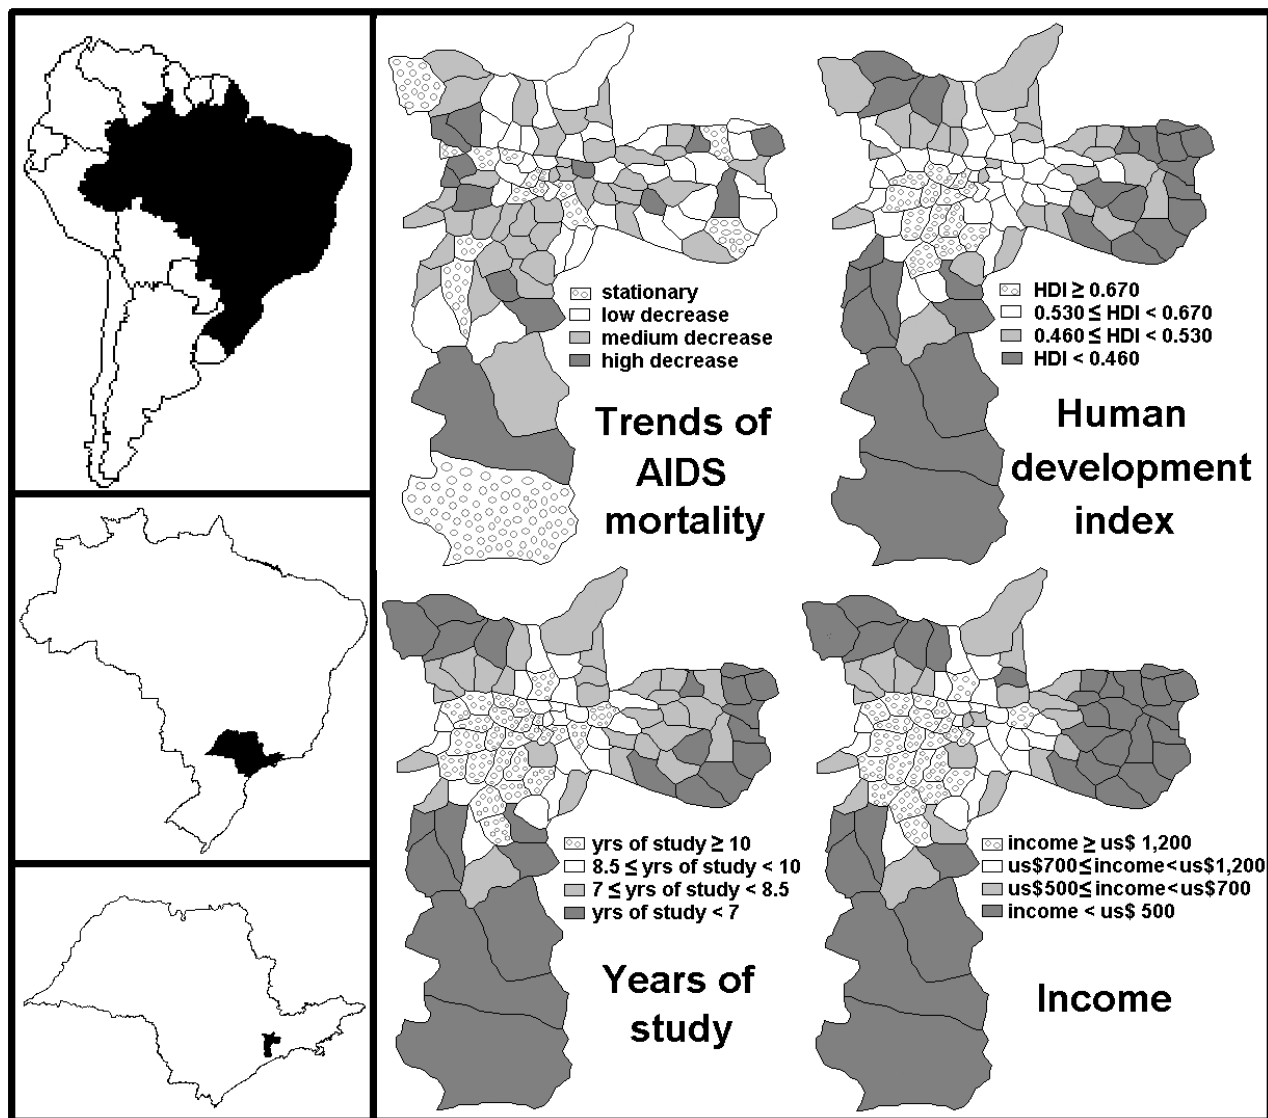 stationary
low decrease
medium decrease
high decrease
Trends of
AIDS
mortality
HDI ≥ 0.670
0.530 ≤ HDI < 0.670
0.460 ≤ HDI < 0.530
HDI < 0.460
Human
development
index
yrs of study ≥ 10
8.5 ≤ yrs of study < 10
7 ≤ yrs of study < 8.5
yrs of study < 7
Years of
study
income ≥ us$ 1,200
us$700≤income<us$1,200
us$500≤income<us$700
income < us$ 500
Income